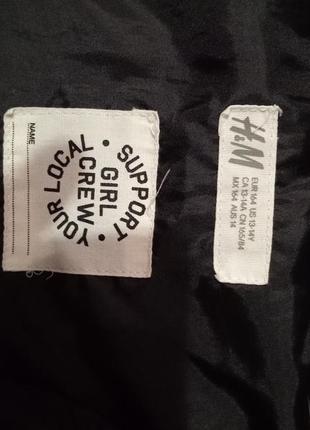 SUPPORT
YOUR LOCAL
GIRL
CREW
NAME
H&M
EUR 164 US 13-14Y
CA 13-14A CN 165/84
MX 164 AUS 14